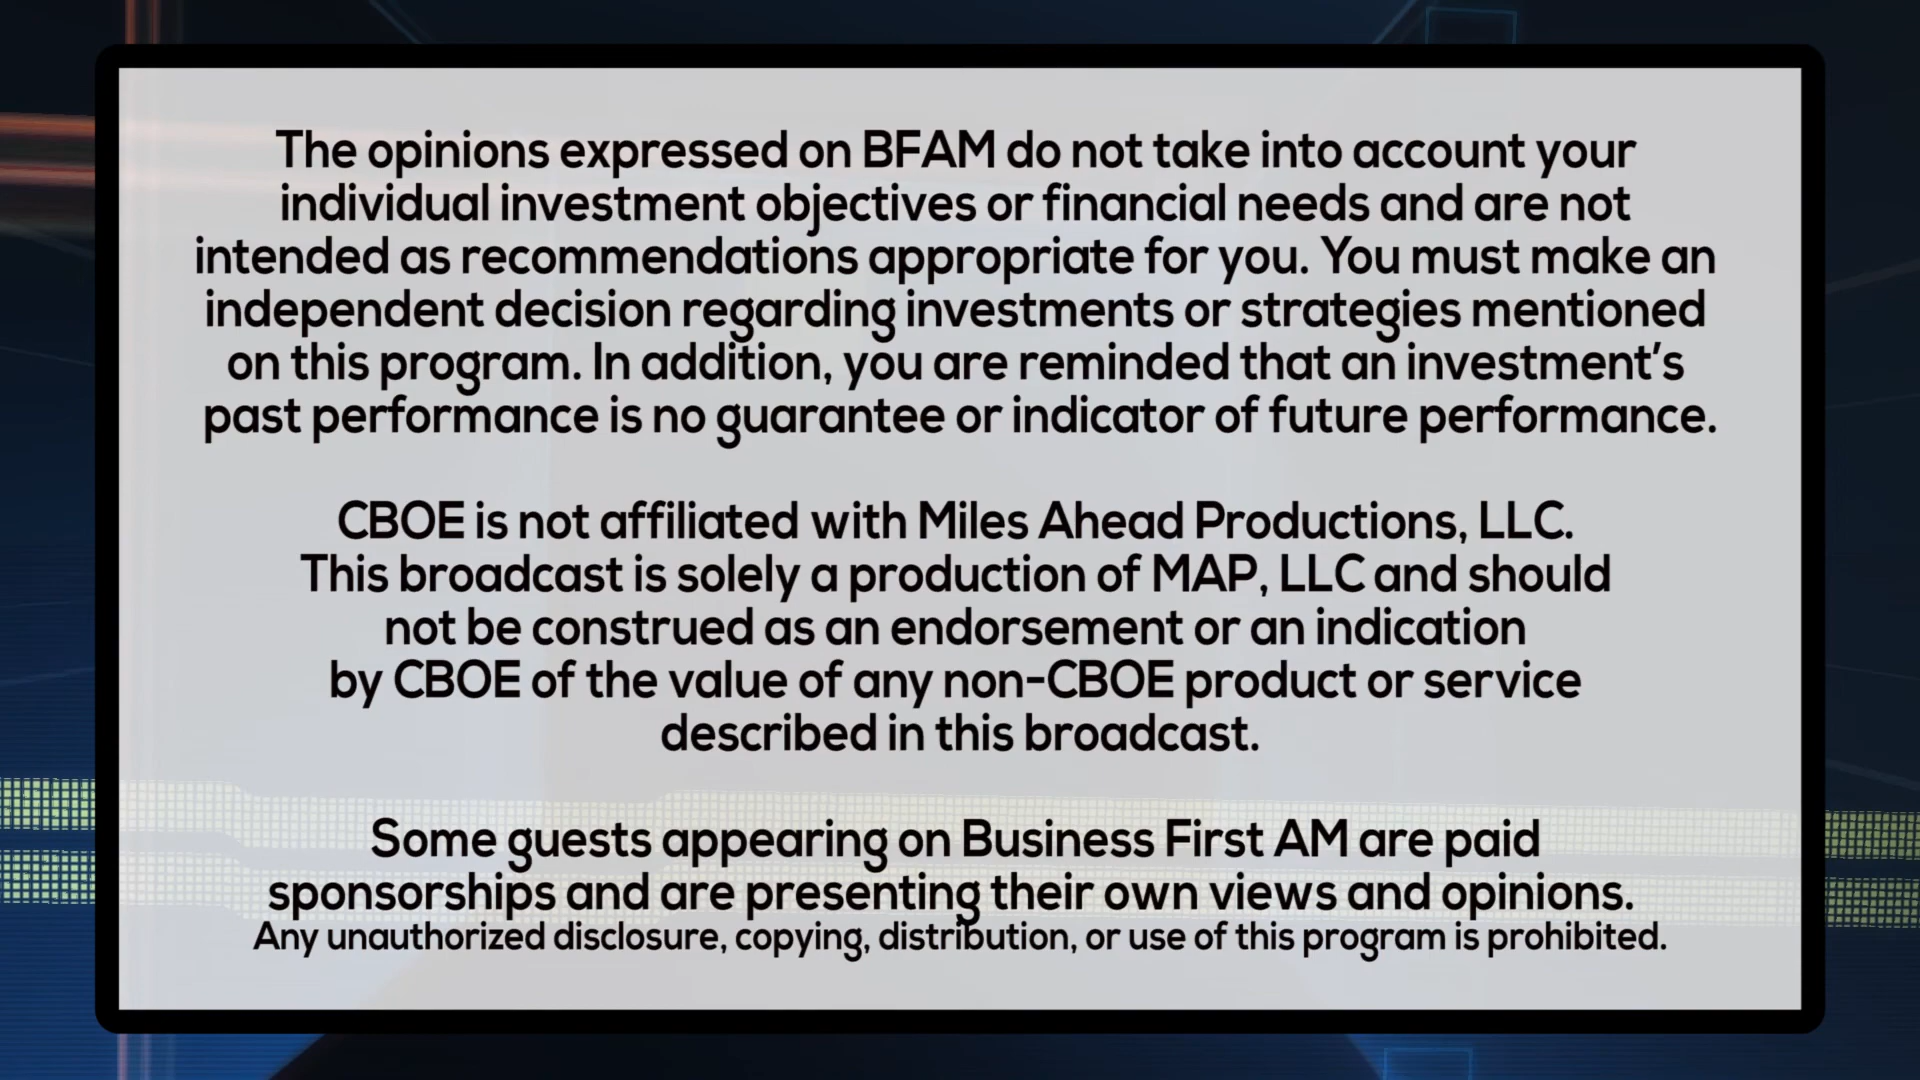 The opinions expressed on BFAM do not take into account your
individual investment objectives or financial needs and are not
intended as recommendations appropriate for you. You must make an
independent decision regarding investments or strategies mentioned
on this program. In addition, you are reminded that an investment’s
past performance is no guarantee or indicator of future performance.
CBOE is not affiliated with Miles Ahead Productions, LLC.
This broadcast is solely a production of MAP, LLC and should
not be construed as an endorsement or an indication
by CBOE of the value of any non-CBOE product or service
described in this broadcast.
Some guests appearing on Business First AM are paid
sponsorships and are presenting their own views and opinions.
Any unauthorized disclosure, copying, distribution, or use of this program is prohibited.